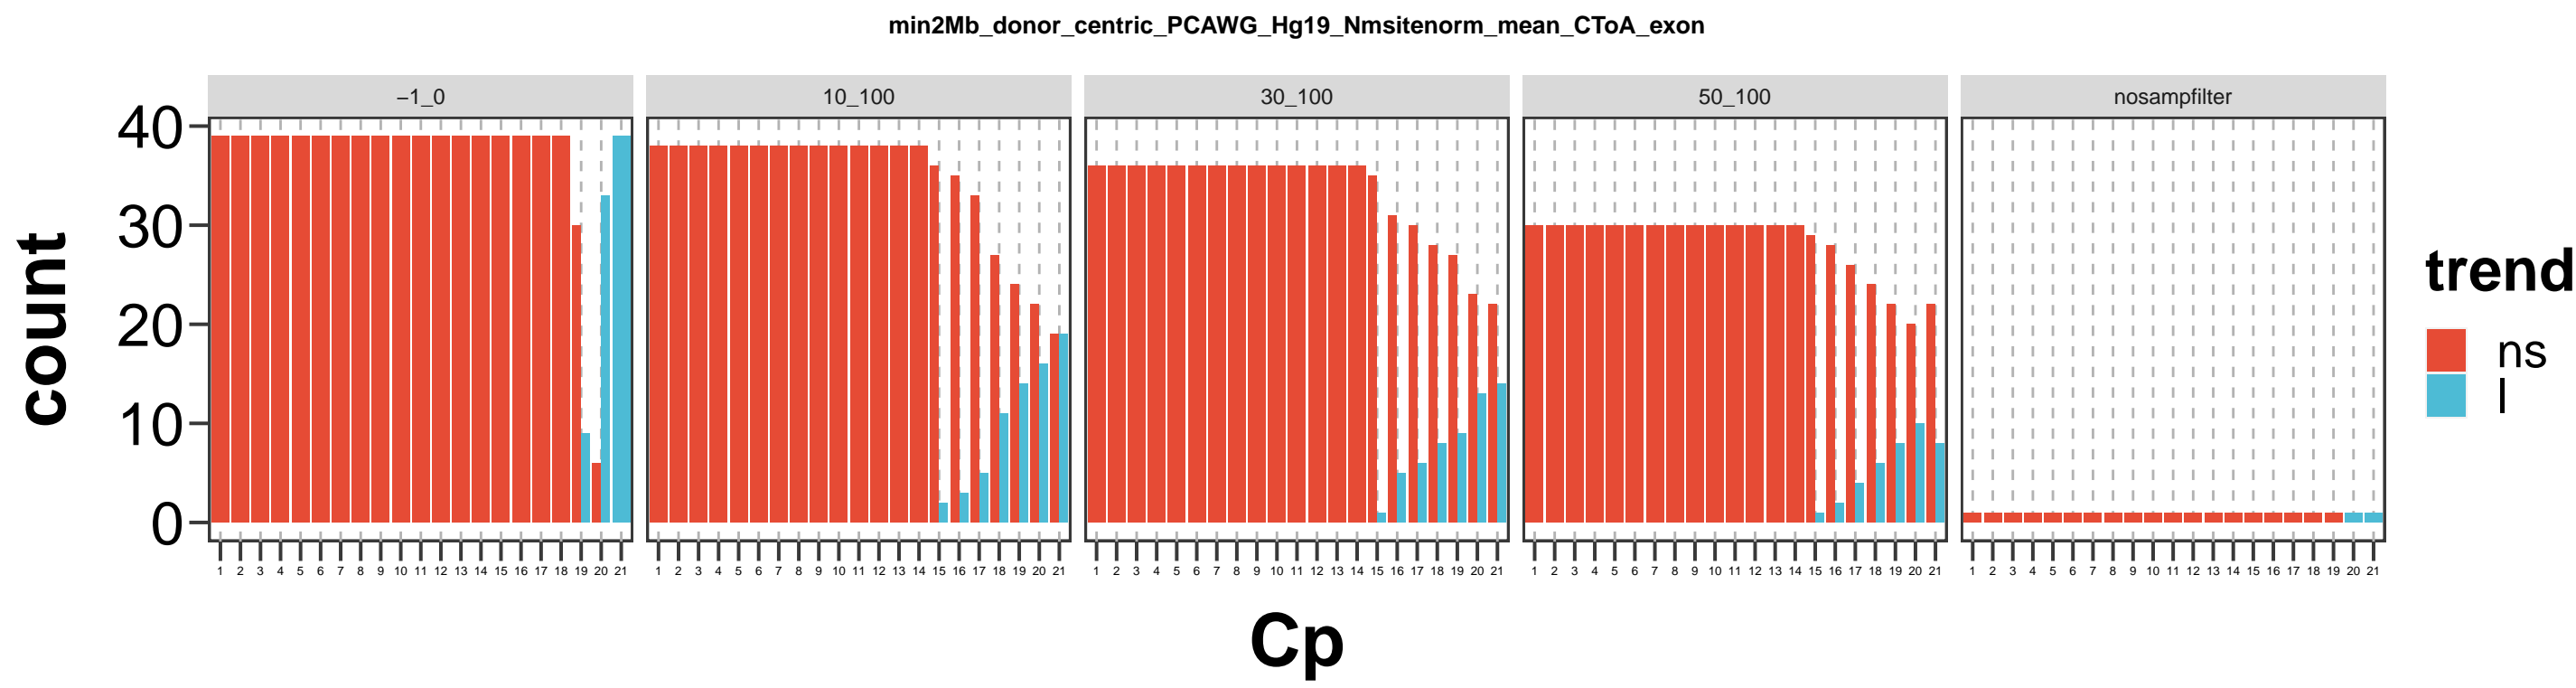 min2Mb_donor_centric_PCAWG_Hg19_Nmsitenorm_mean_CToA_exon
−1_0 10_100 30_100 50_100 nosampfilter
40
30
20
10
0
count
1 2 3 4 5 6 7 8 9 10 11 12 13 14 15 16 17 18 19 20 21 1 2 3 4 5 6 7 8 9 10 11 12 13 14 15 16 17 18 19 20 21 1 2 3 4 5 6 7 8 9 10 11 12 13 14 15 16 17 18 19 20 21 1 2 3 4 5 6 7 8 9 10 11 12 13 14 15 16 17 18 19 20 21 1 2 3 4 5 6 7 8 9 10 11 12 13 14 15 16 17 18 19 20 21
Cp
trend
ns
l